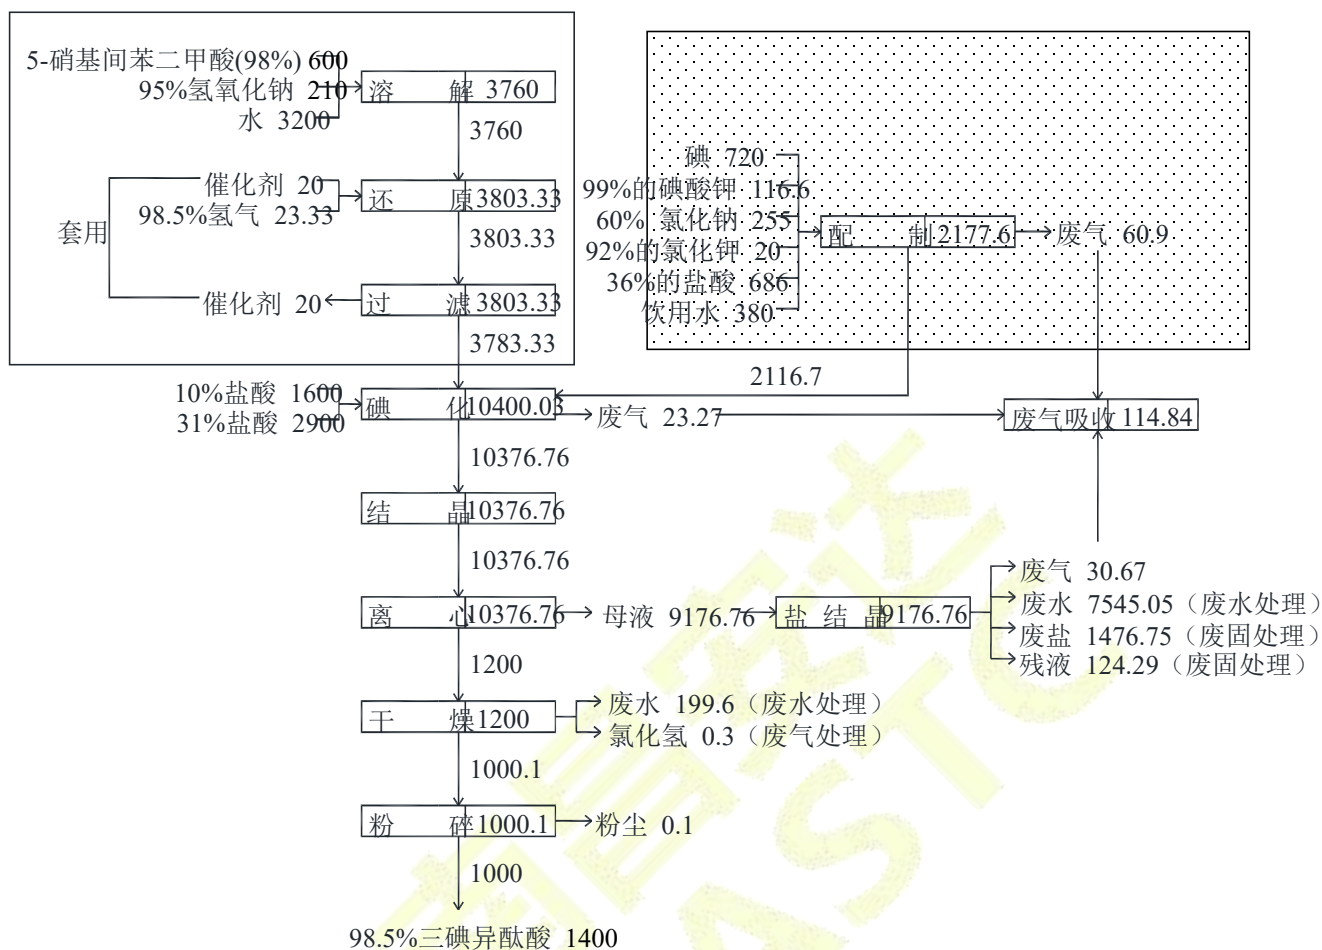 5-硝基间苯二甲酸(98%) 600
95%氢氧化钠 210
水 3200
溶 解 3760
3760
催化剂 20
98.5%氢气 23.33
套用
还 原 3803.33
3803.33
催化剂 20
过 滤 3803.33
3783.33
碘 720
99%的碘酸钾 116.6
60% 氯化钠 255
92%的氯化钾 20
36%的盐酸 686
饮用水 380
配 制 2177.6
废气 60.9
2116.7
10%盐酸 1600
31%盐酸 2900
碘 化 10400.03
废气 23.27
废气吸收 114.84
10376.76
结 晶 10376.76
10376.76
离 心 10376.76
母液 9176.76
盐 结 晶 9176.76
废气 30.67
废水 7545.05（废水处理）
废盐 1476.75（废固处理）
残液 124.29（废固处理）
1200
干 燥 1200
废水 199.6（废水处理）
氯化氢 0.3（废气处理）
1000.1
粉 碎 1000.1
粉尘 0.1
1000
98.5%三碘异酞酸 1400